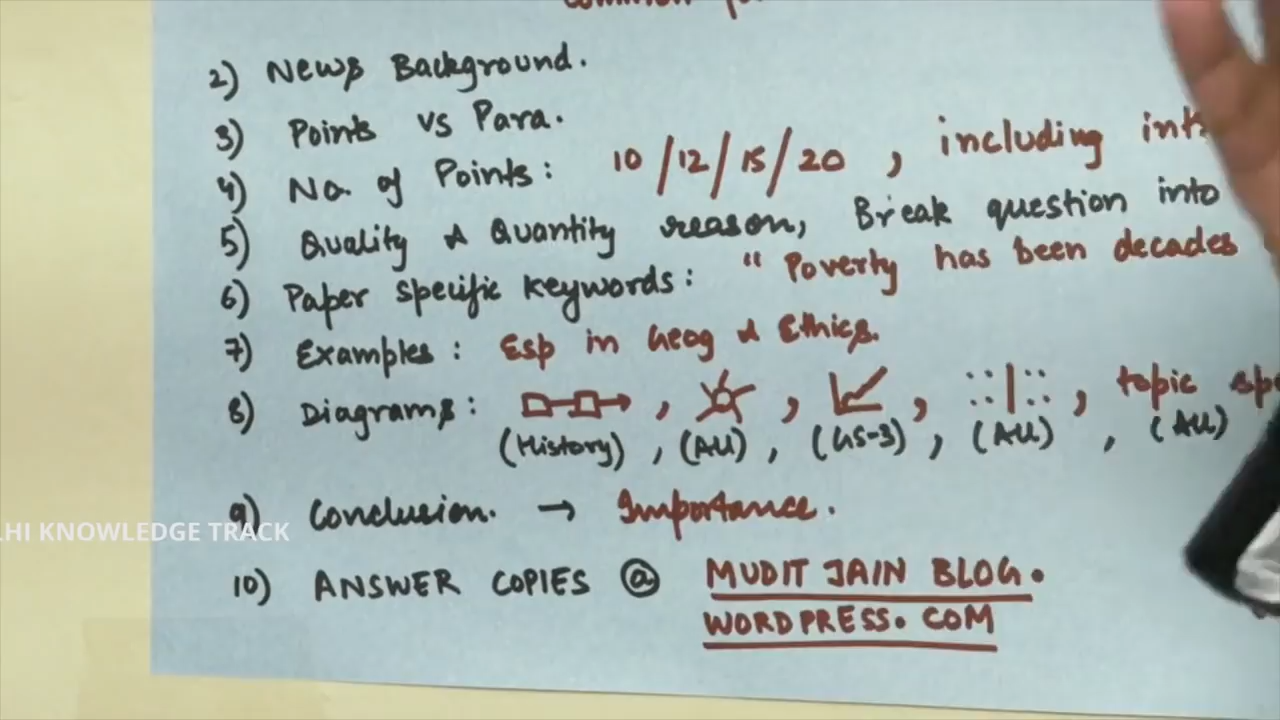 common
2) News Background.
3) Points vs Para.
4) No. of Points: 10/12/15/20, including
5) Quality & Quantity reason, Break question into
6) Paper specific keywords: "Poverty has been decades
7) Examples: Esp in Geog & Ethics.
8) Diagrams: , , , , topic
(History), (All), (GS-3), (All), (All)
9) Conclusion. → Importance.
LHI KNOWLEDGE TRACK
10) ANSWER COPIES @ MUDIT JAIN BLOG.
WORDPRESS.COM